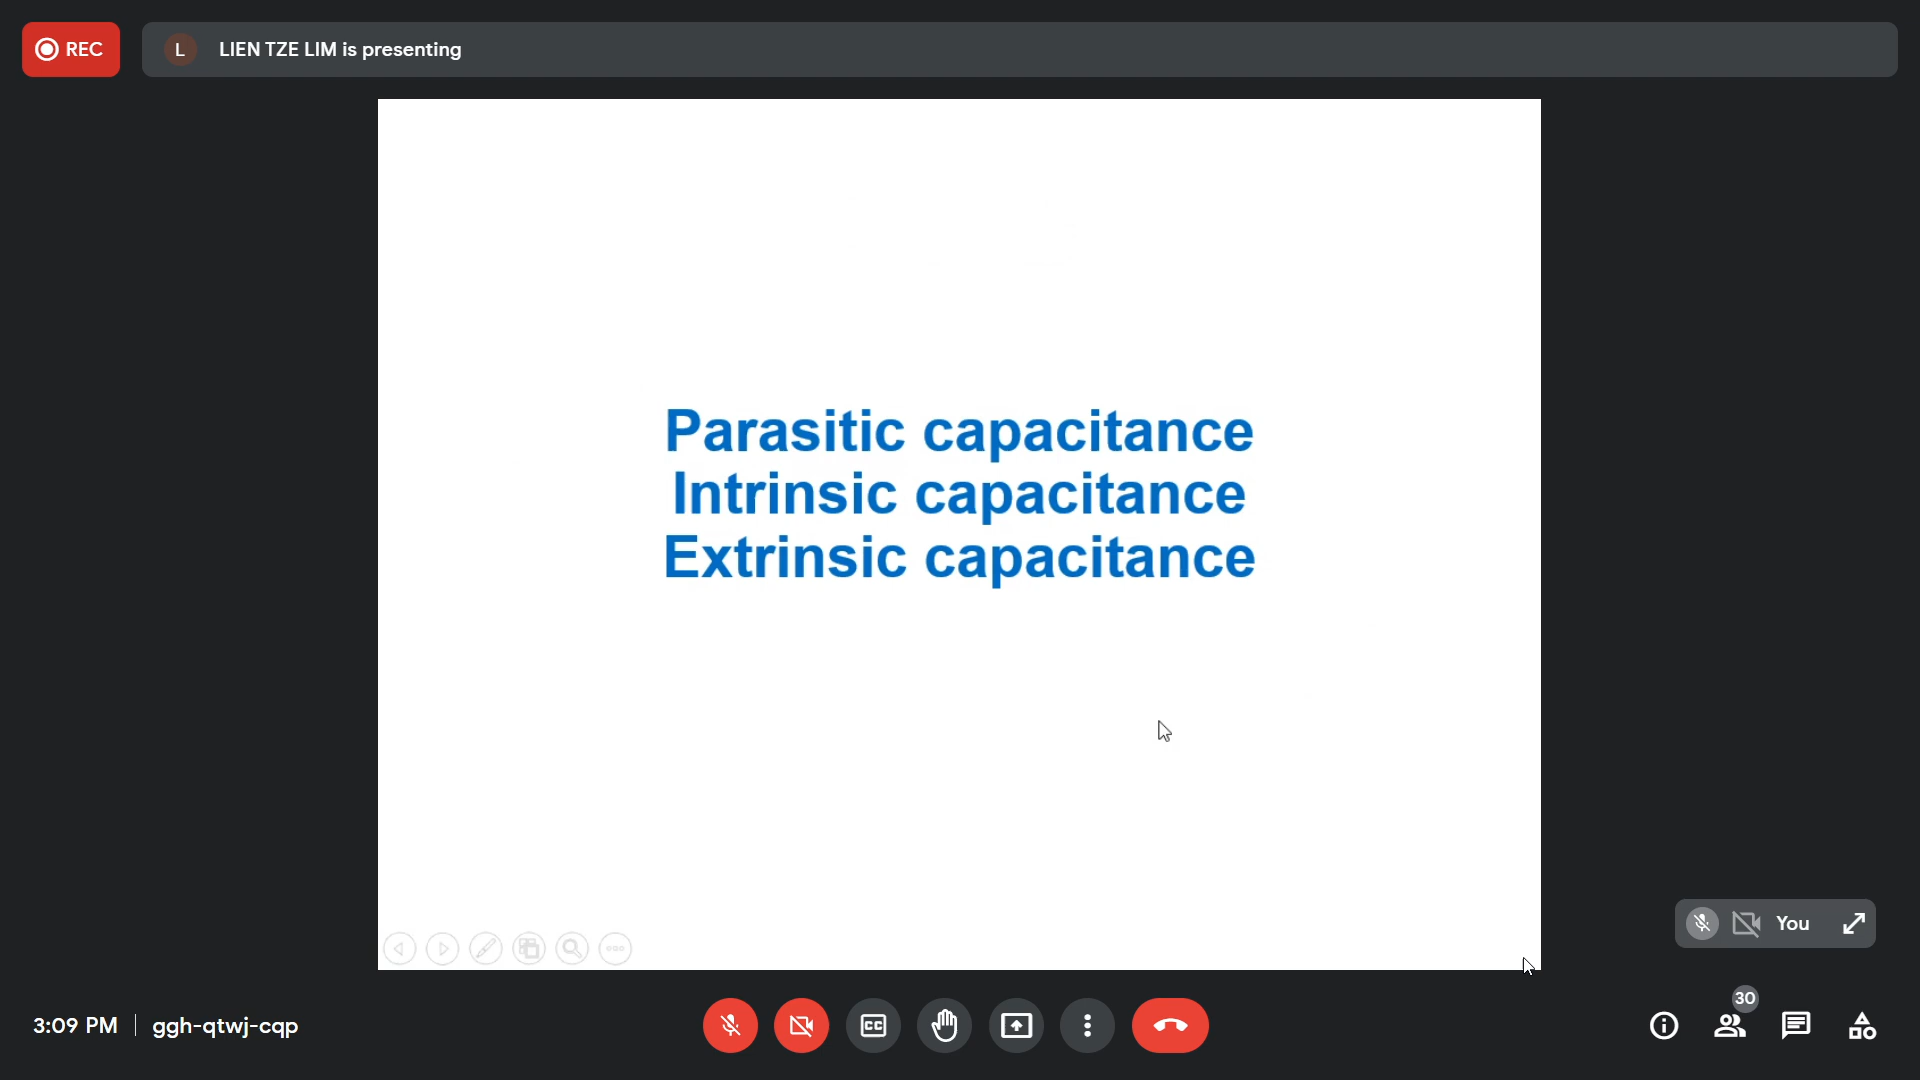 REC
L
LIEN TZE LIM is presenting
Parasitic capacitance
Intrinsic capacitance
Extrinsic capacitance
You
3:09 PM
ggh-qtwj-cqp
CC
30